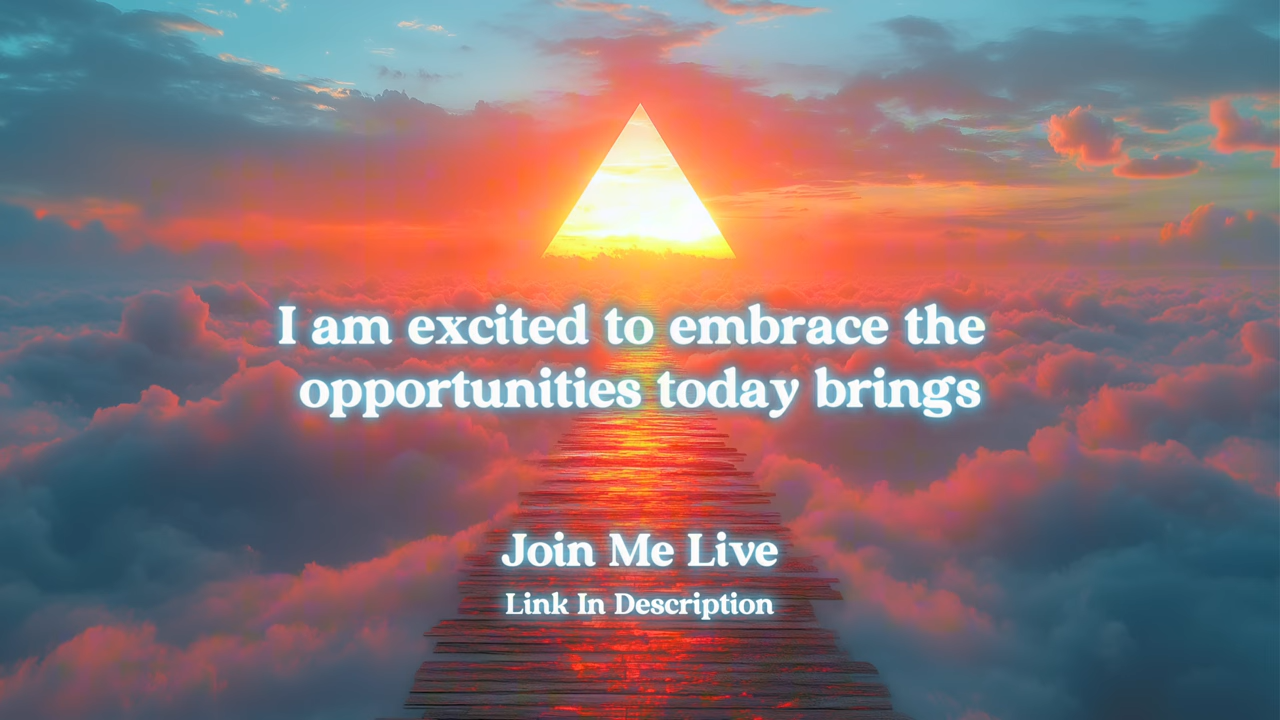 I am excited to embrace the
opportunities today brings
Join Me Live
Link In Description